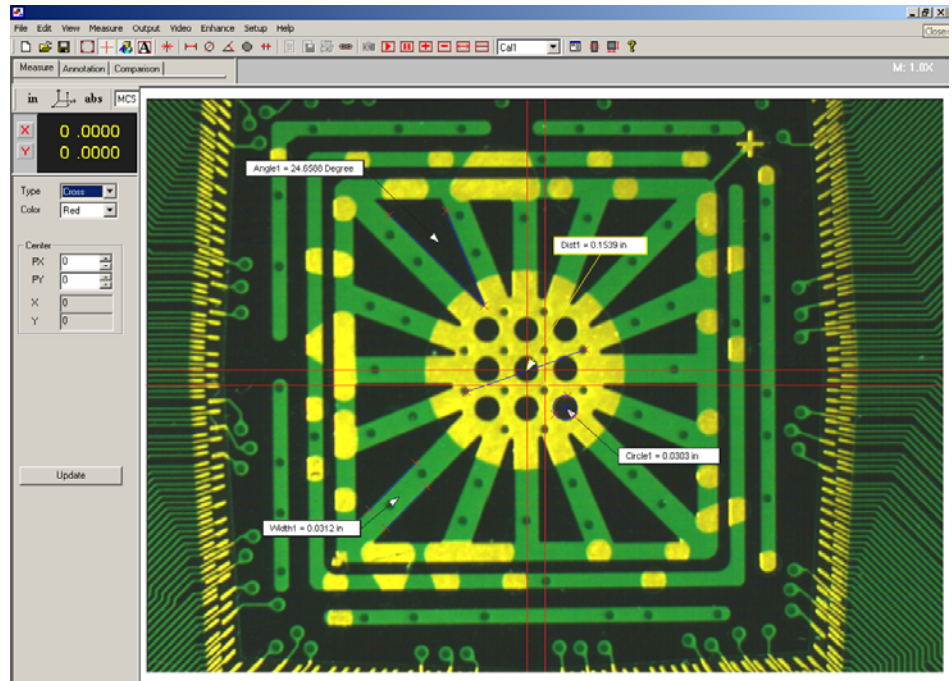 File Edit View Measure Output Video Enhance Setup Help
Close
A Cal1 ?
Measure Annotation Comparison
M: 1.0X
in abs MCS
X 0.0000
Y 0.0000
Angle1 = 24.6588 Degree
Type Cross
Color Red
Dist1 = 0.1539 in
Center
PX 0
PY 0
X 0
Y 0
Circle1 = 0.0303 in
Update
Width1 = 0.0312 in